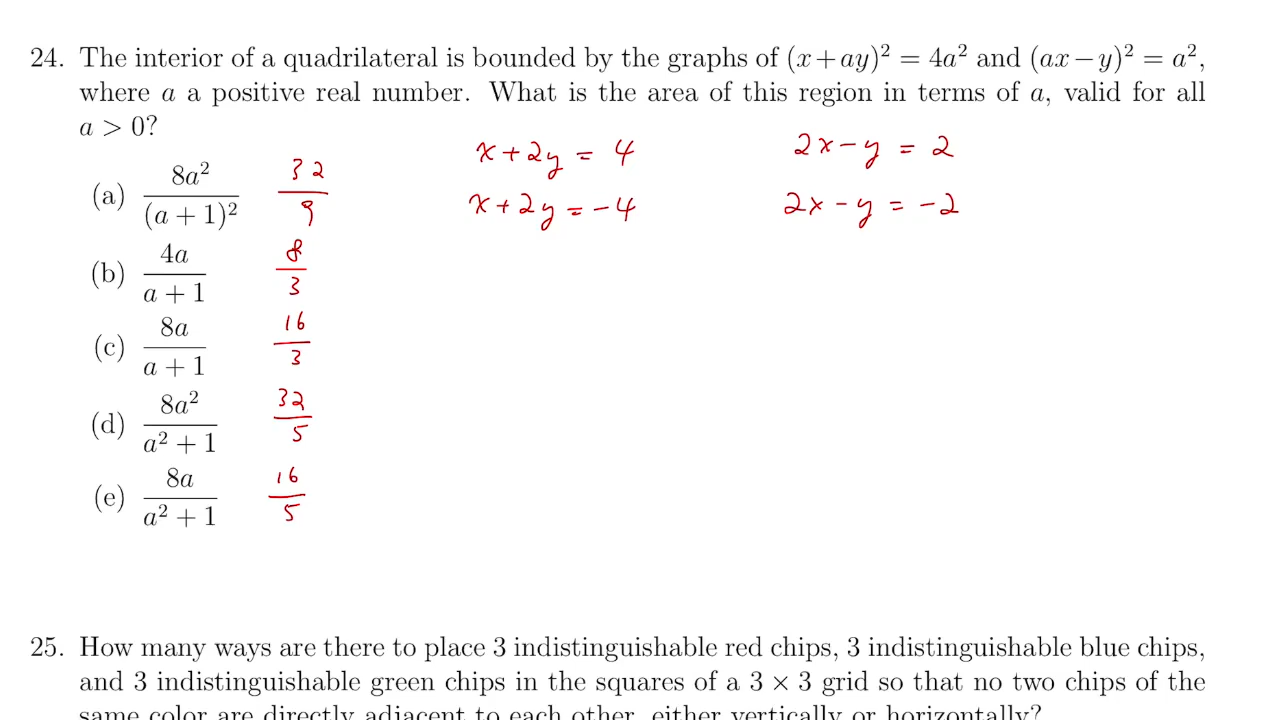 24. The interior of a quadrilateral is bounded by the graphs of (x+ay)² = 4a² and (ax−y)² = a²,
where a a positive real number. What is the area of this region in terms of a, valid for all
a > 0?
x + 2y = 4
2x − y = 2
(a) 8a²/(a + 1)² 32/9
x + 2y = −4
2x − y = −2
(b) 4a/(a + 1) 8/3
(c) 8a/(a + 1) 16/3
(d) 8a²/(a² + 1) 32/5
(e) 8a/(a² + 1) 16/5
25. How many ways are there to place 3 indistinguishable red chips, 3 indistinguishable blue chips,
and 3 indistinguishable green chips in the squares of a 3 × 3 grid so that no two chips of the
same color are directly adjacent to each other, either vertically or horizontally?